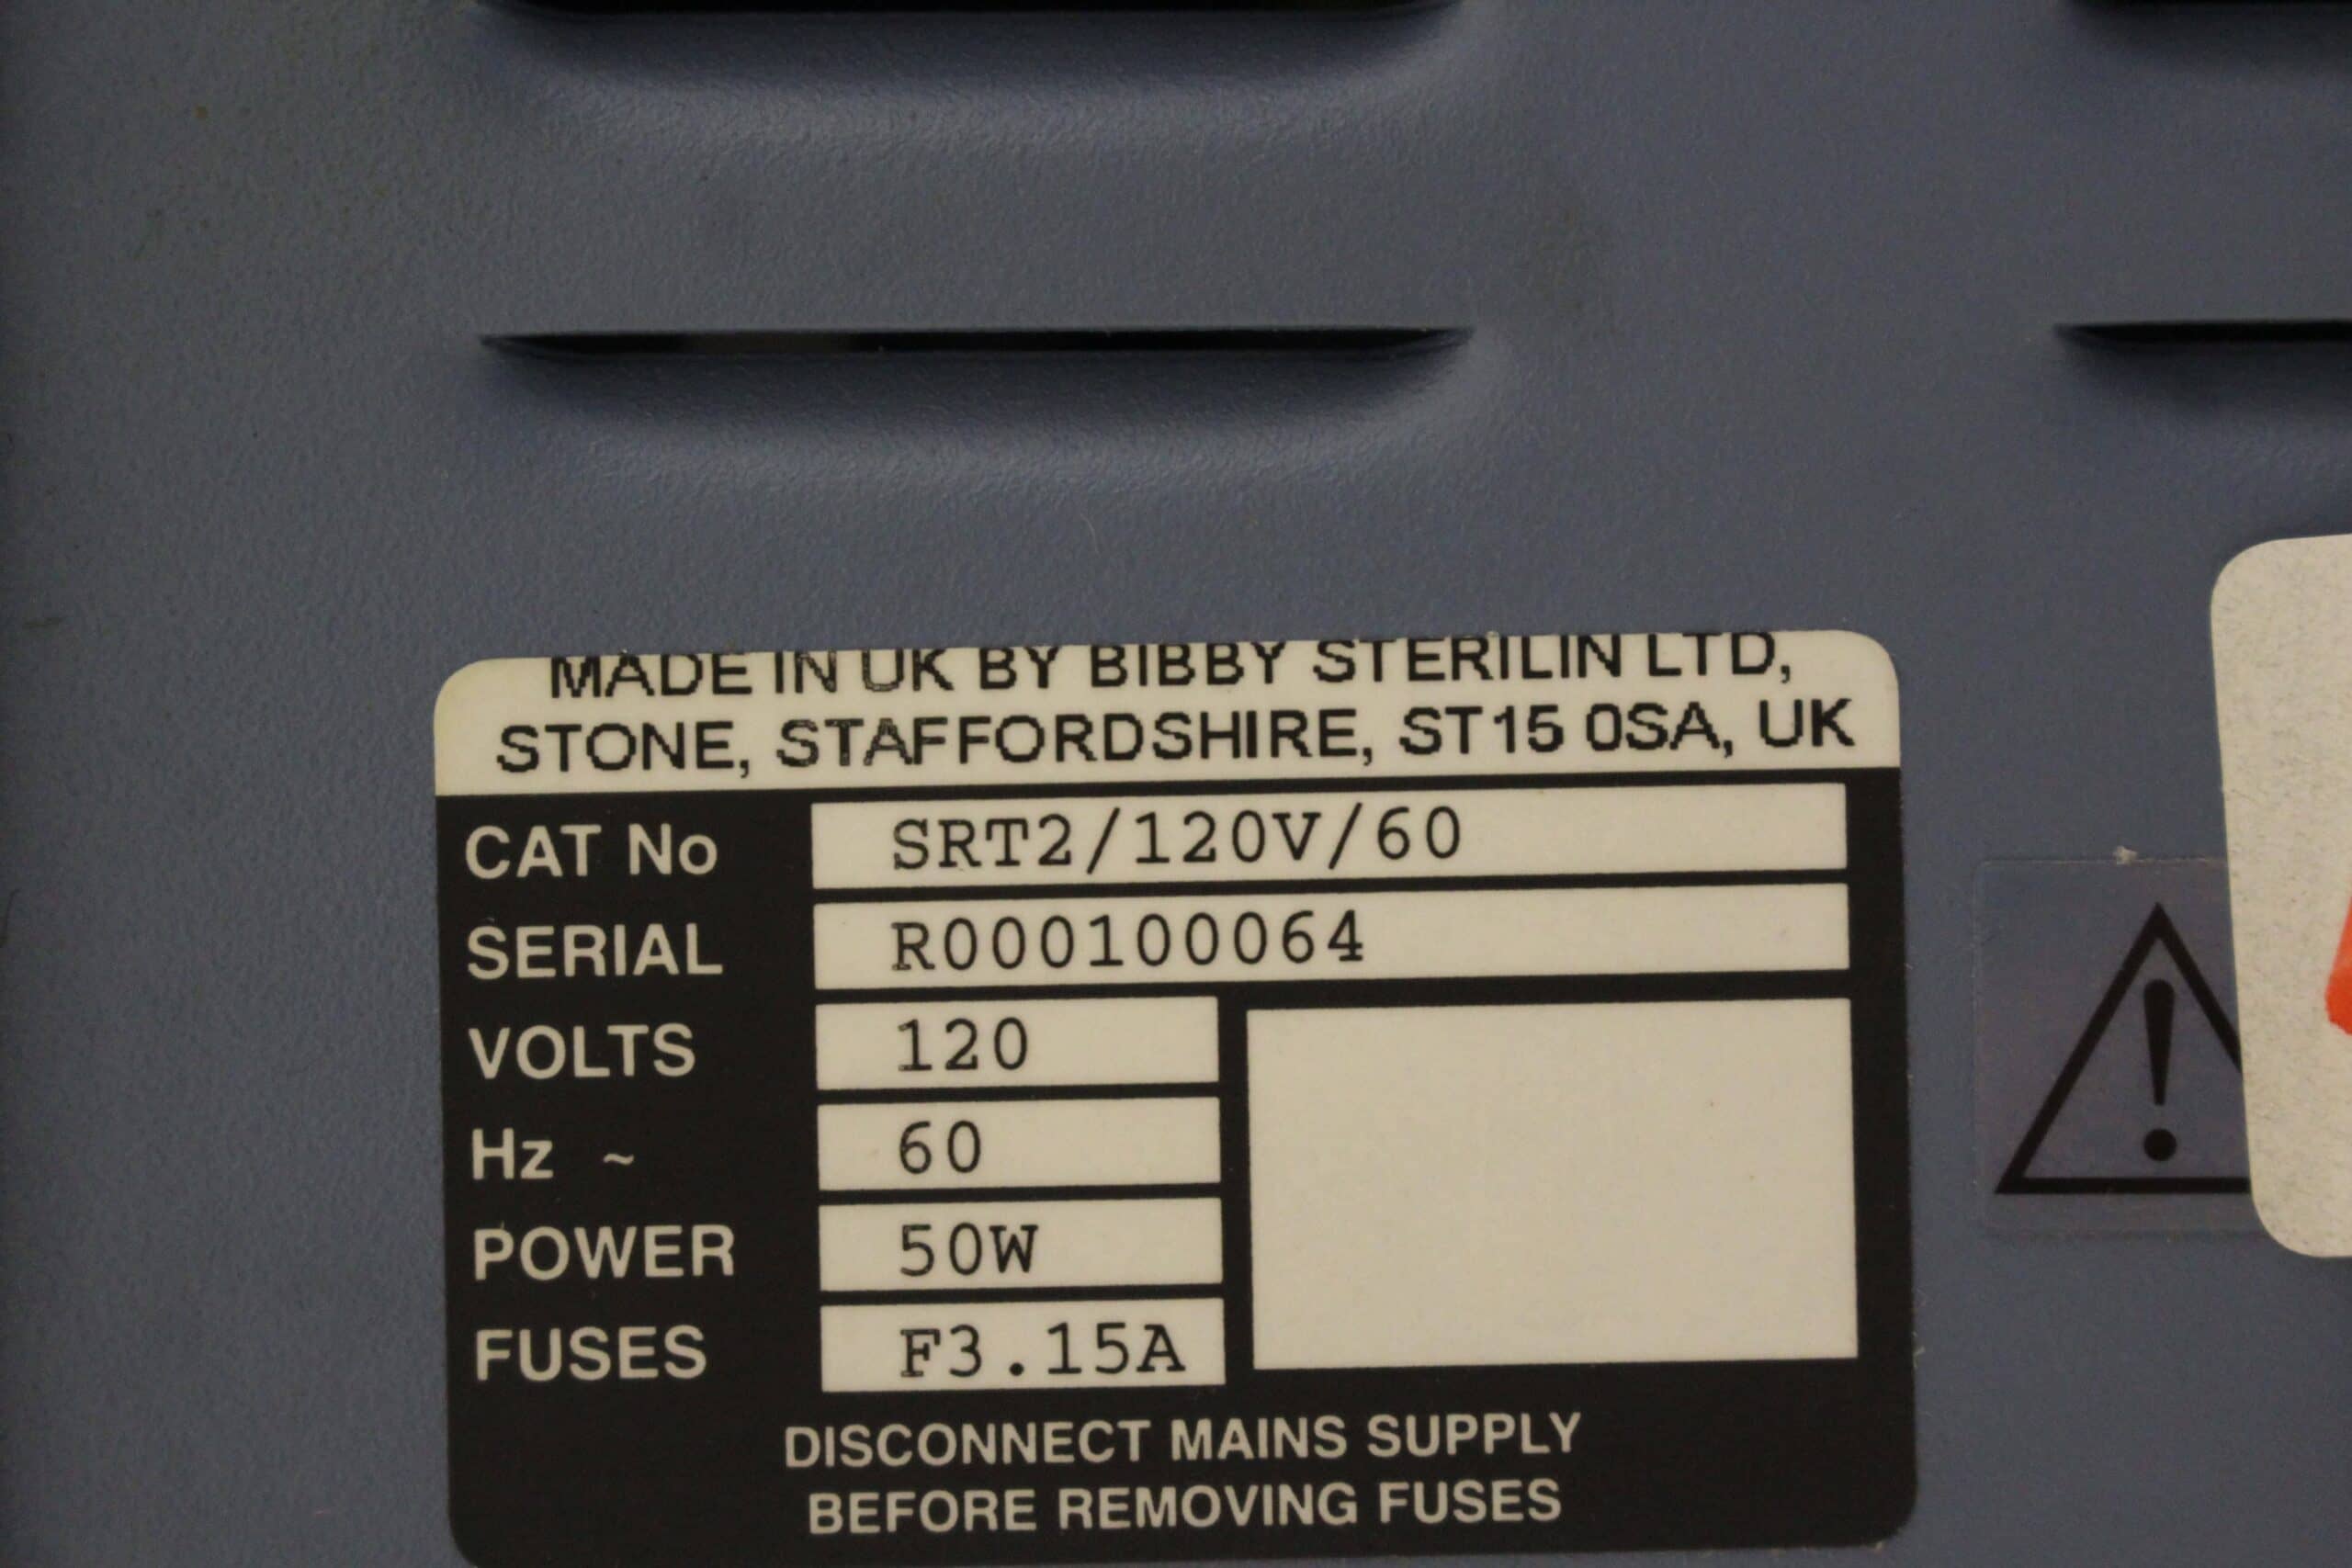 MADE IN UK BY BIBBY STERILIN LTD,
STONE, STAFFORDSHIRE, ST15 0SA, UK
CAT No SRT2/120V/60
SERIAL R000100064
VOLTS 120
Hz ~ 60
POWER 50W
FUSES F3.15A
DISCONNECT MAINS SUPPLY
BEFORE REMOVING FUSES